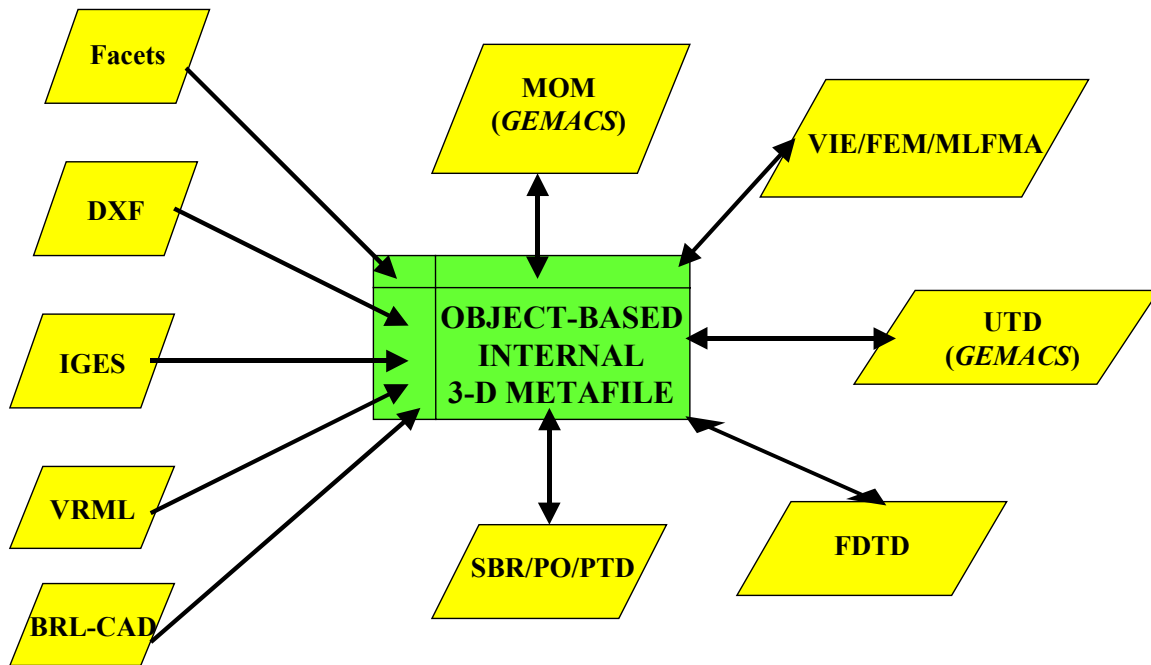 Facets
MOM
(GEMACS)
VIE/FEM/MLFMA
DXF
OBJECT-BASED
INTERNAL
3-D METAFILE
UTD
(GEMACS)
IGES
VRML
SBR/PO/PTD
FDTD
BRL-CAD